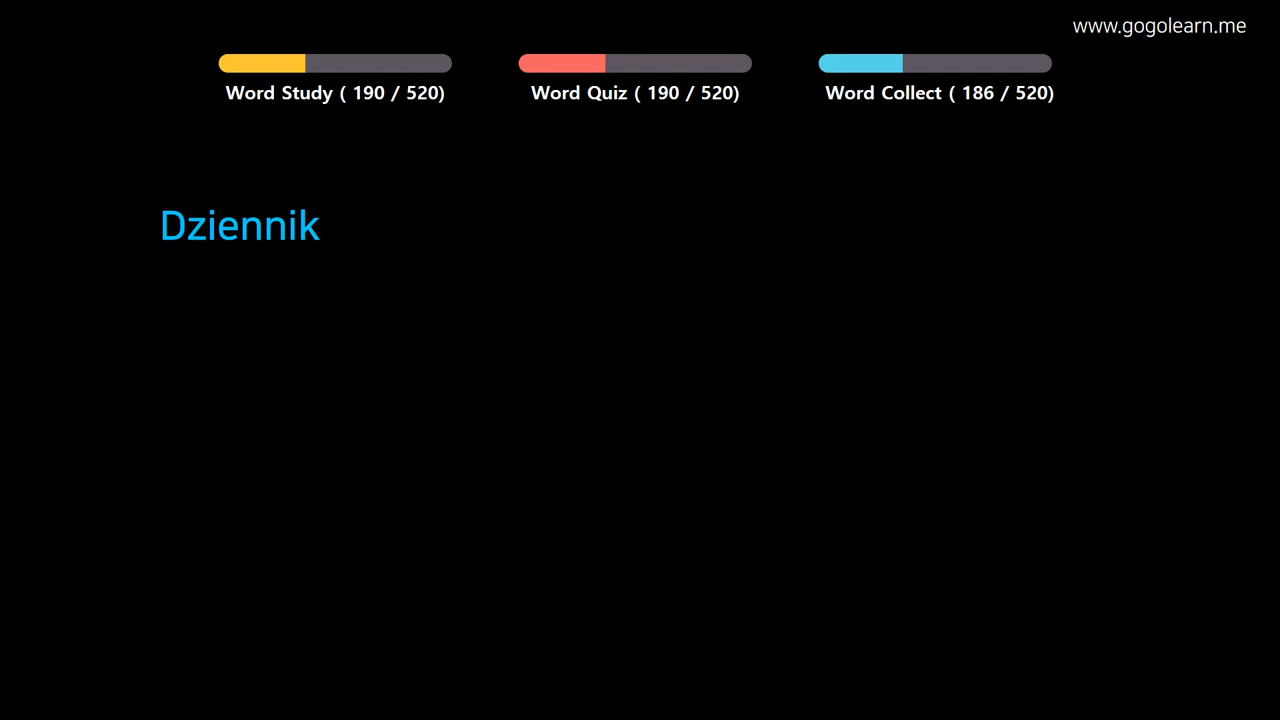 www.gogolearn.me
Word Study ( 190 / 520)
Word Quiz ( 190 / 520)
Word Collect ( 186 / 520)
Dziennik